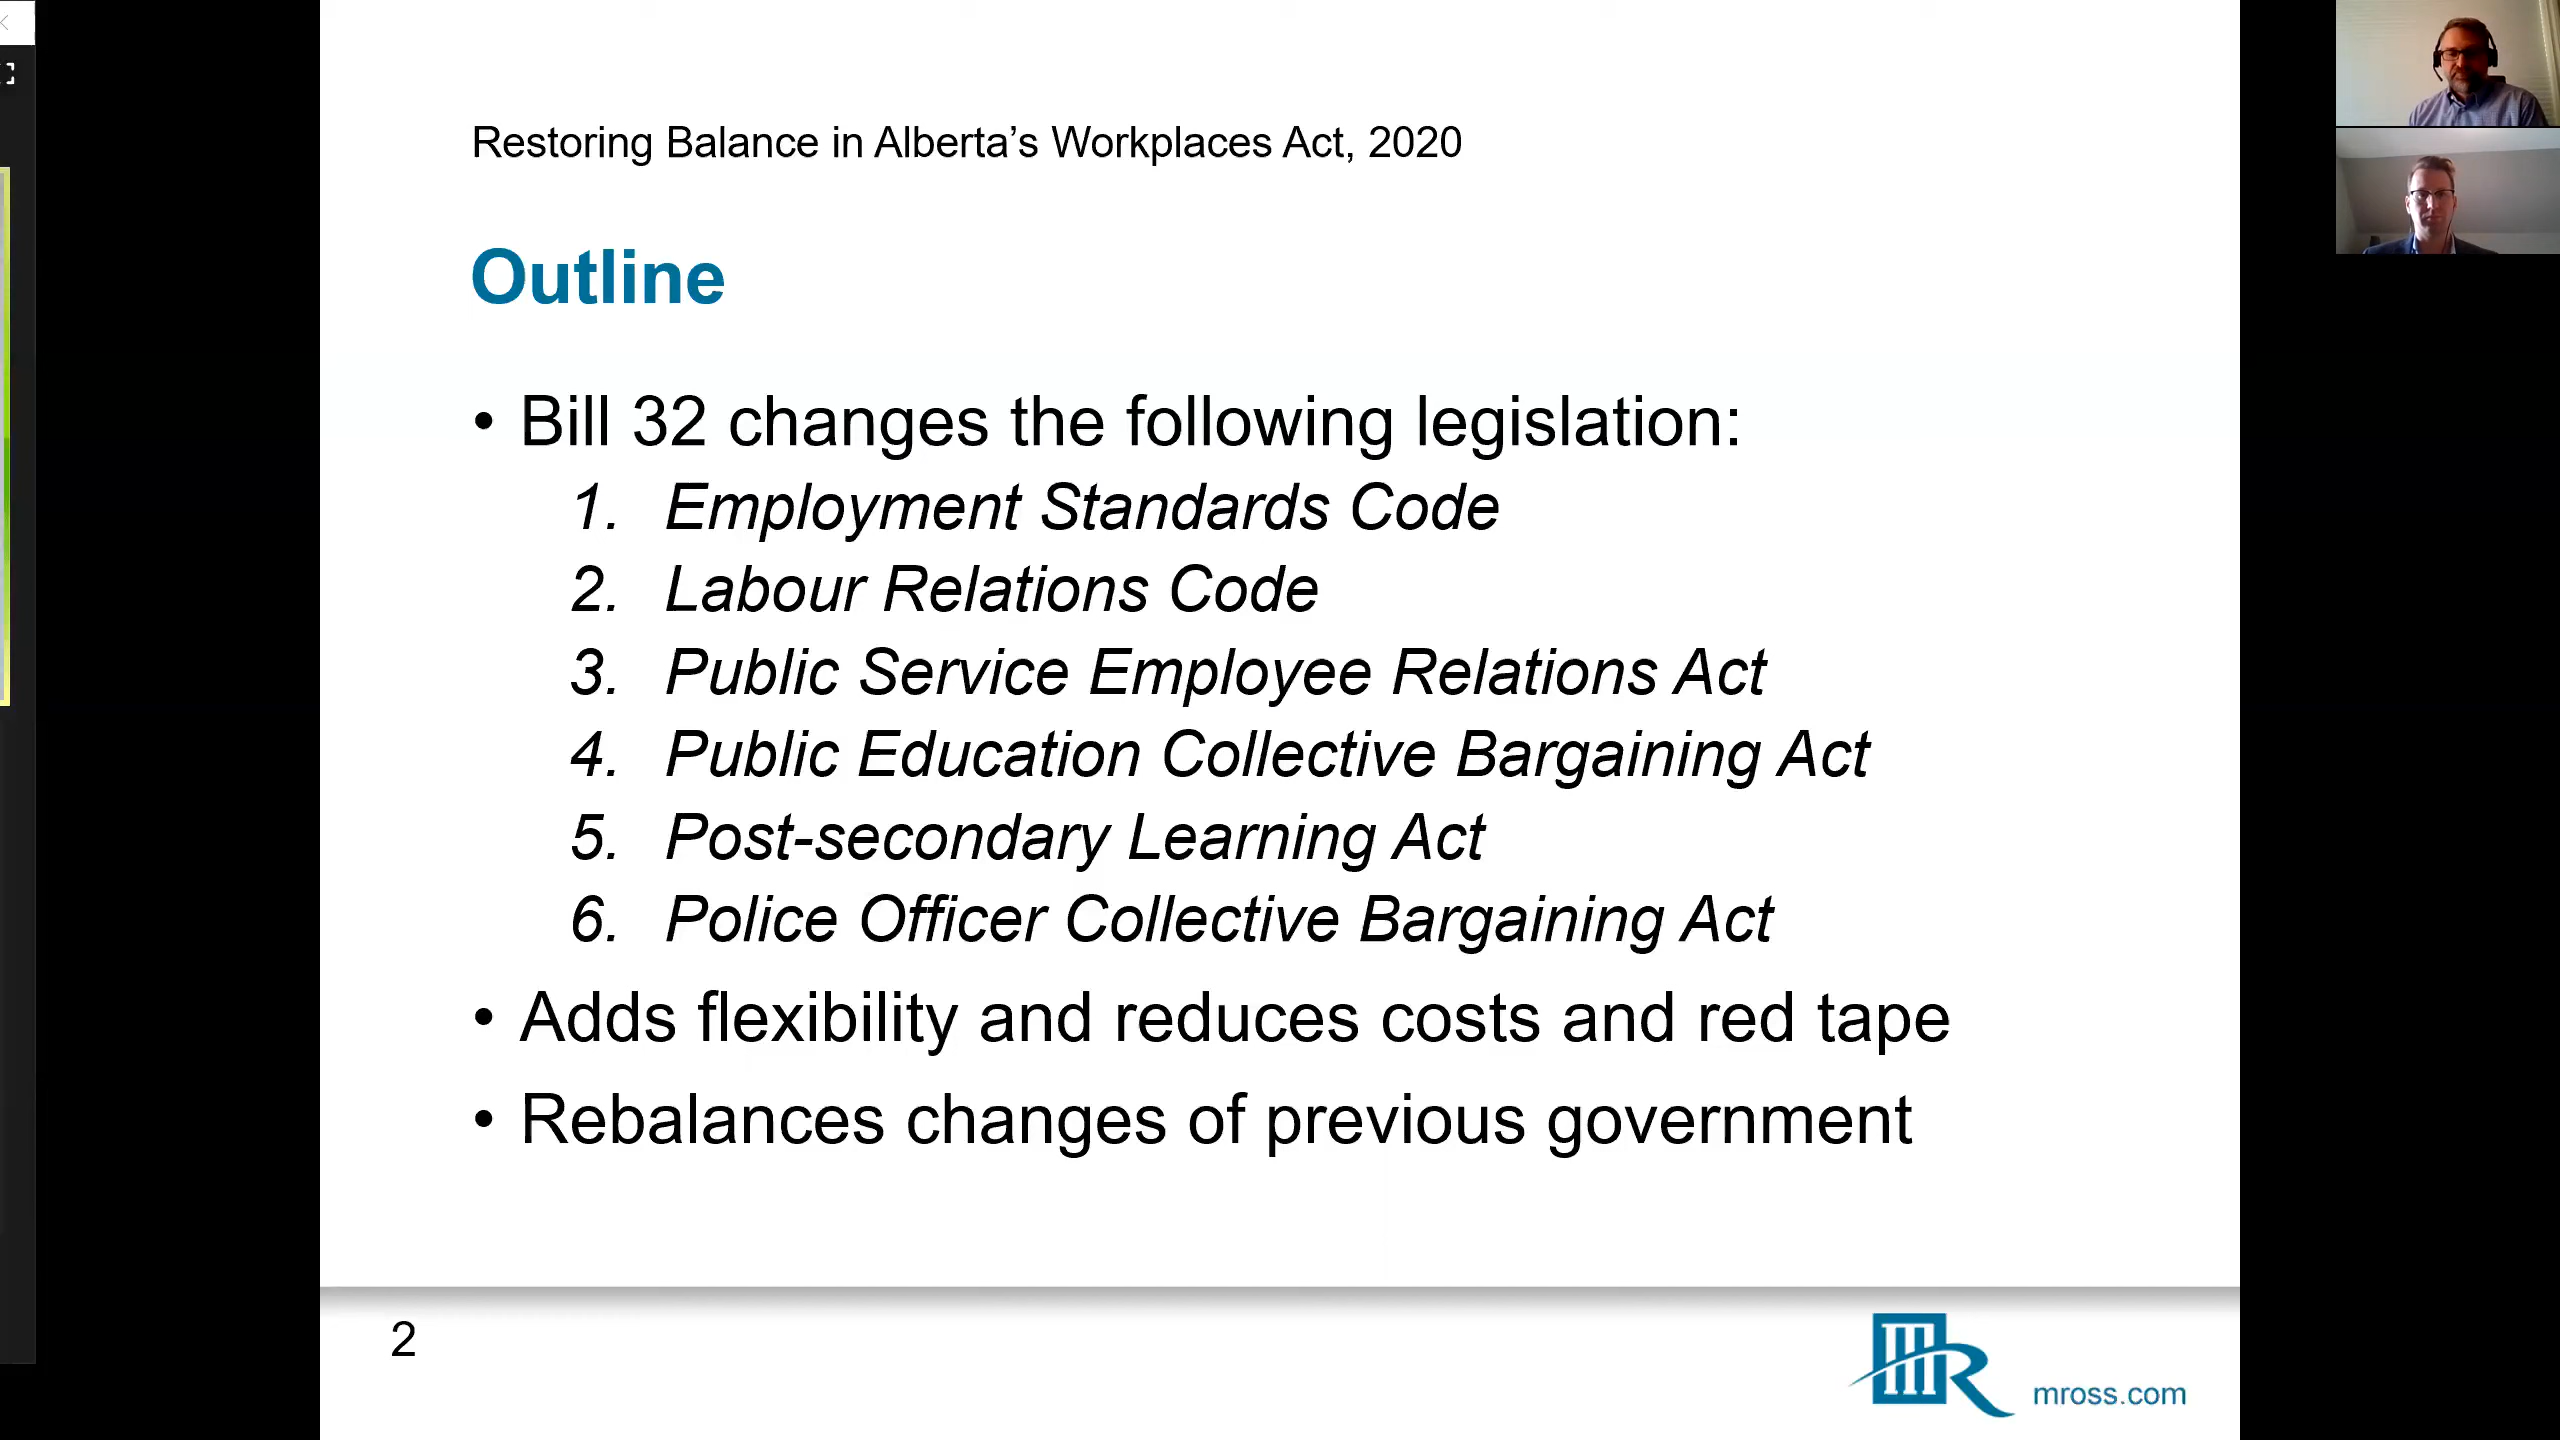 Restoring Balance in Alberta’s Workplaces Act, 2020
Outline
• Bill 32 changes the following legislation:
1. Employment Standards Code
2. Labour Relations Code
3. Public Service Employee Relations Act
4. Public Education Collective Bargaining Act
5. Post-secondary Learning Act
6. Police Officer Collective Bargaining Act
• Adds flexibility and reduces costs and red tape
• Rebalances changes of previous government
2
MR
mross.com